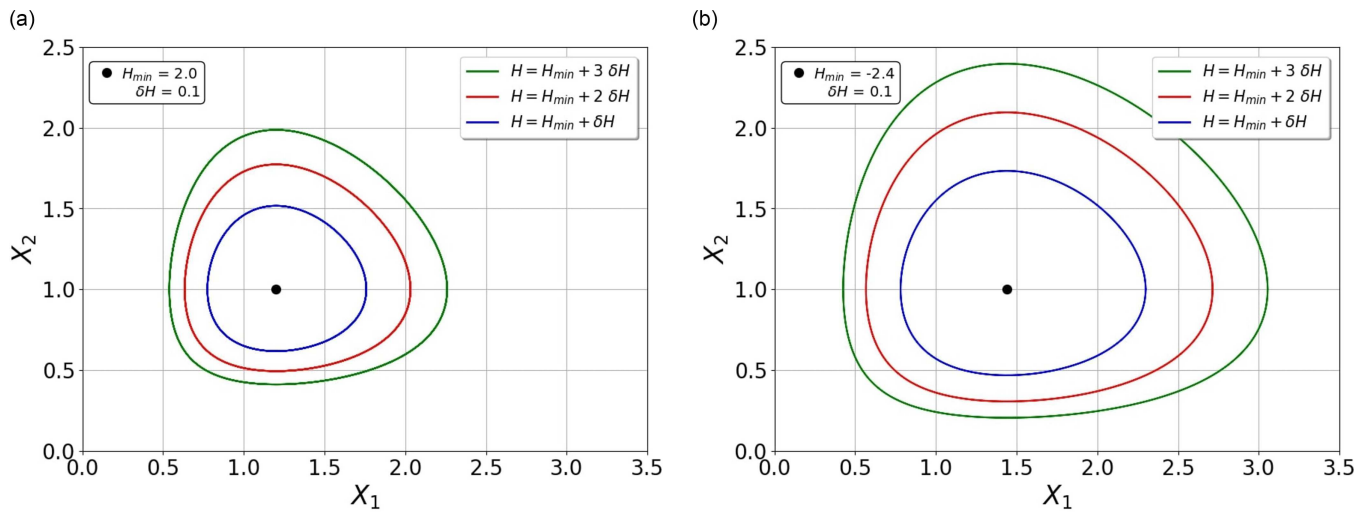 (a)
2.5
2.0
1.5
1.0
0.5
0.0
X₂
H_min = 2.0
δH = 0.1
H = H_min + 3 δH
H = H_min + 2 δH
H = H_min + δH
0.0 0.5 1.0 1.5 2.0 2.5 3.0 3.5
X₁
(b)
2.5
2.0
1.5
1.0
0.5
0.0
X₂
H_min = -2.4
δH = 0.1
H = H_min + 3 δH
H = H_min + 2 δH
H = H_min + δH
0.0 0.5 1.0 1.5 2.0 2.5 3.0 3.5
X₁